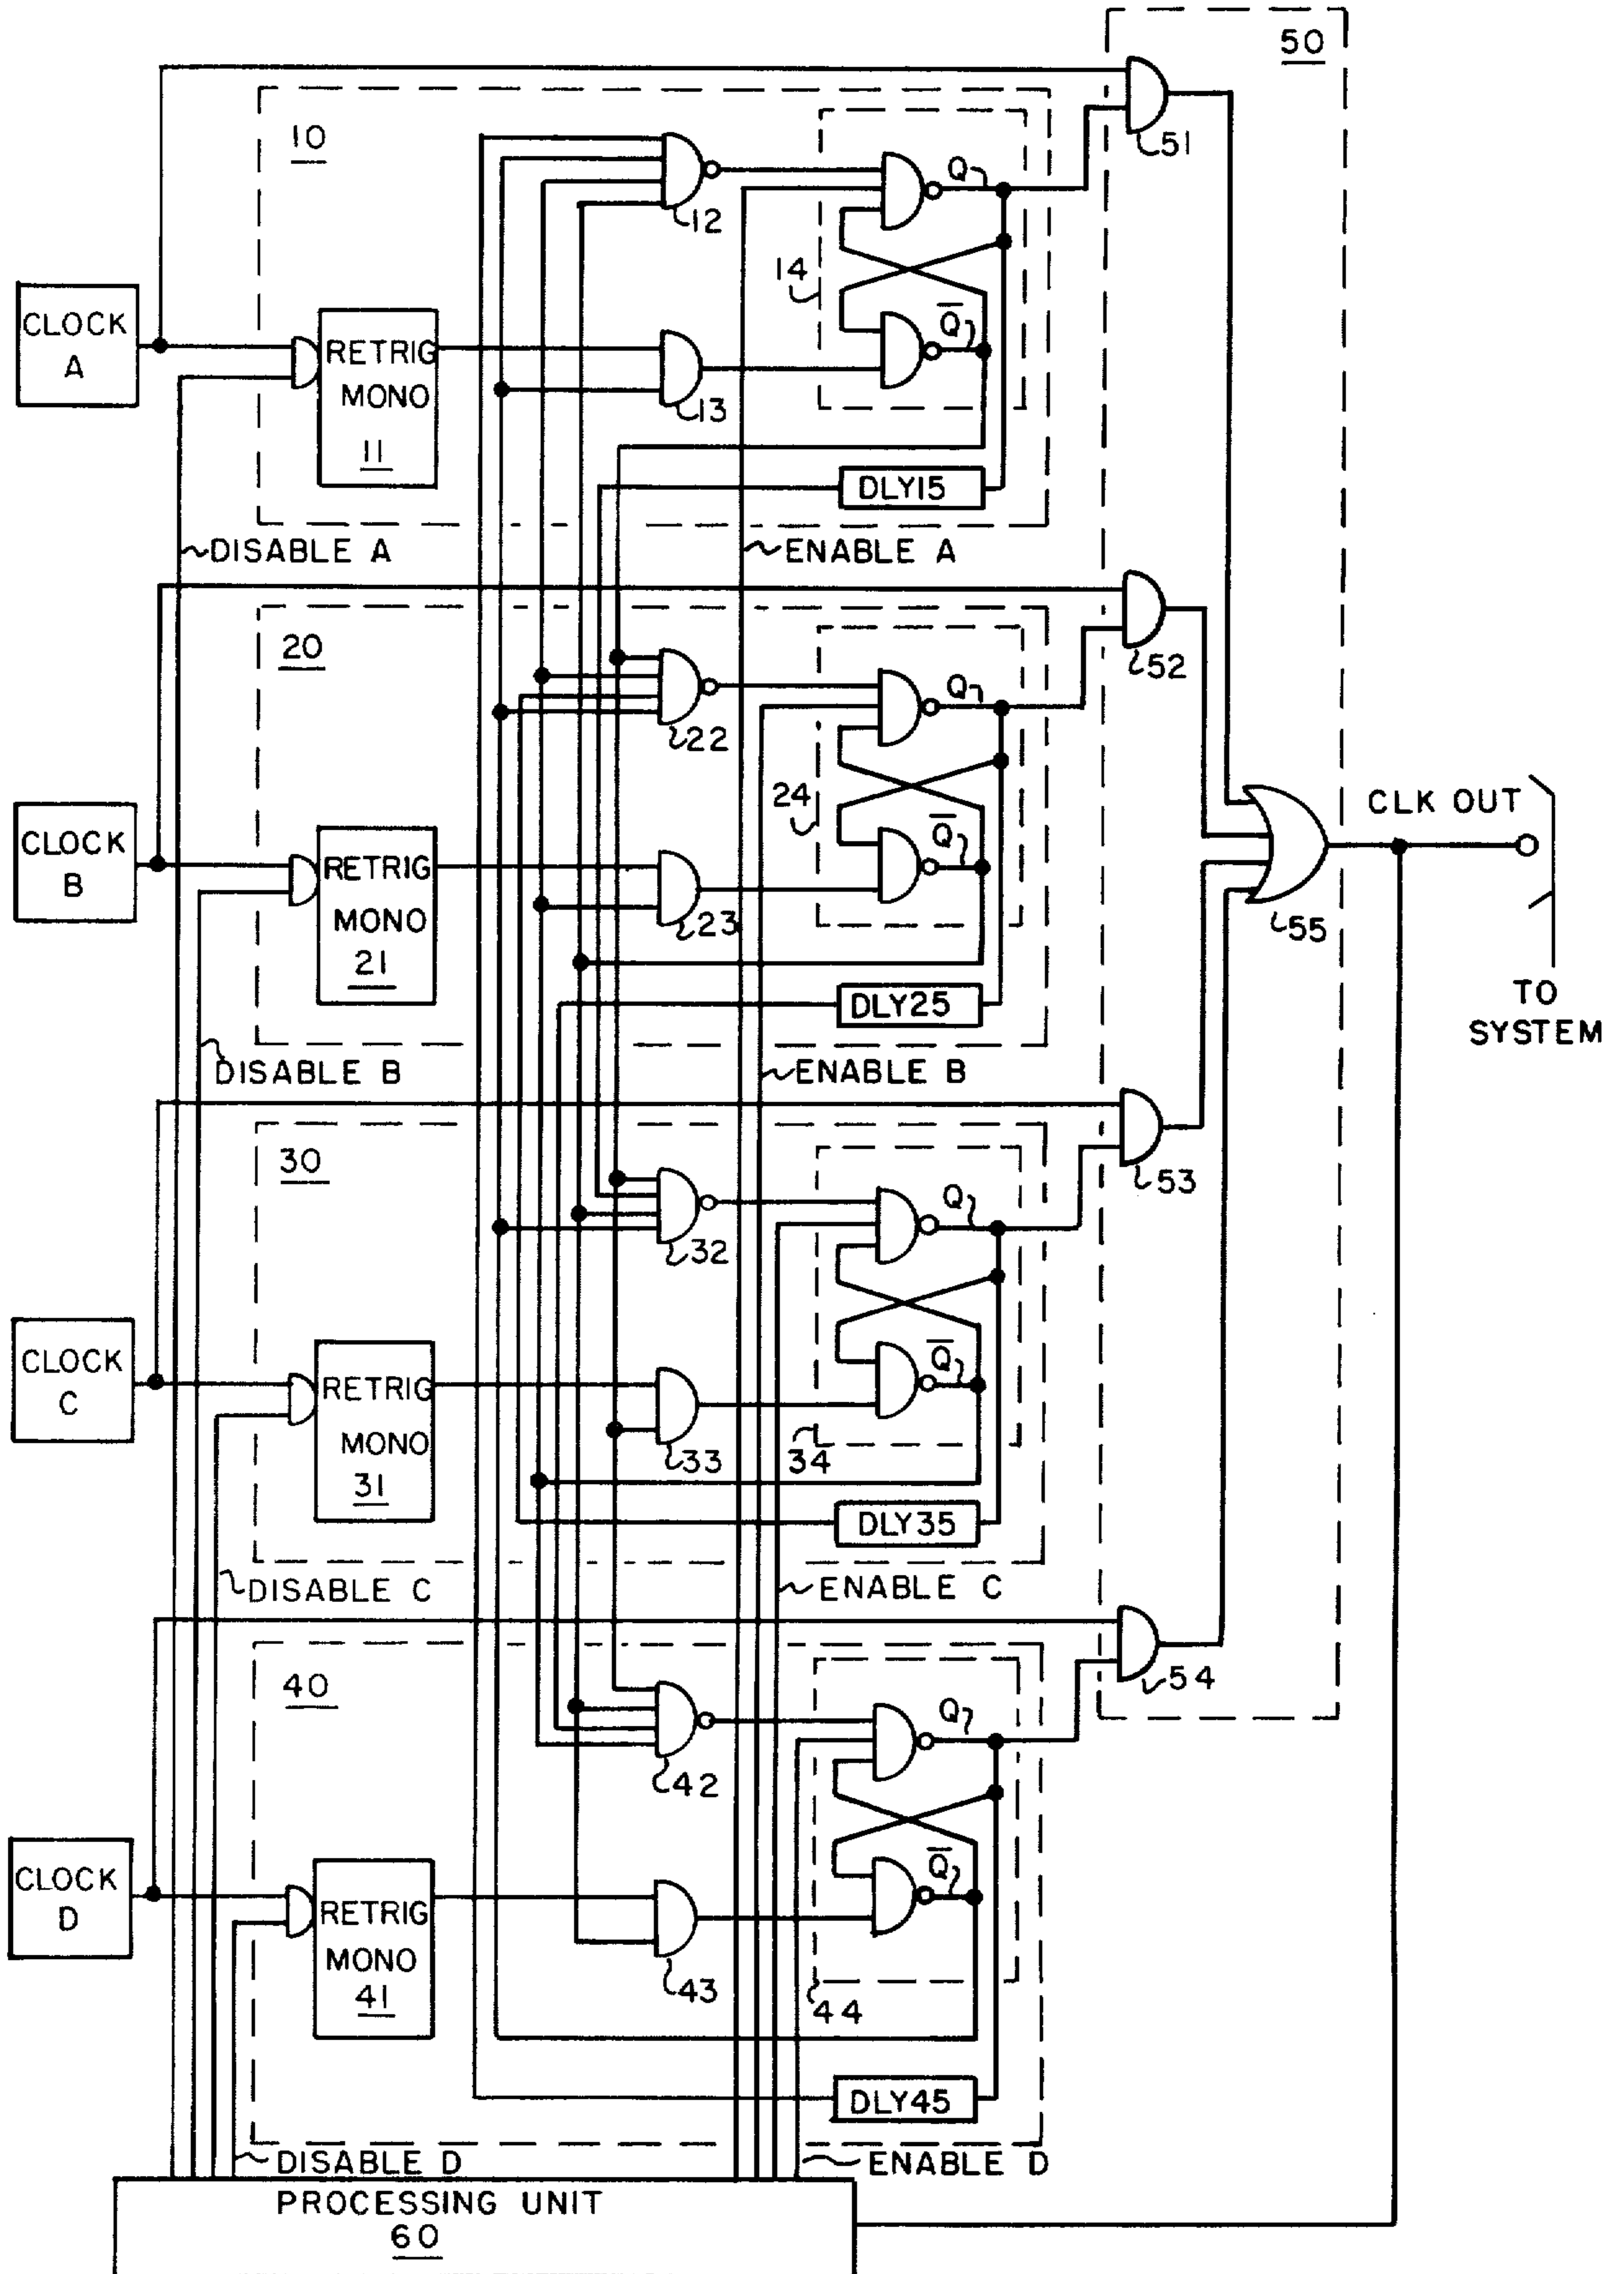 50
51
10
12
Q
14
CLOCK
A
RETRIG
MONO
11
13
Q̅
DLY15
DISABLE A
ENABLE A
20
22
Q
52
24
CLOCK
B
RETRIG
MONO
21
23
Q̅
CLK OUT
55
DLY25
TO
SYSTEM
DISABLE B
ENABLE B
30
32
Q
53
CLOCK
C
RETRIG
MONO
31
33
Q̅
34
DLY35
DISABLE C
ENABLE C
40
42
Q
54
CLOCK
D
RETRIG
MONO
41
43
Q̅
44
DLY45
DISABLE D
ENABLE D
PROCESSING UNIT
60